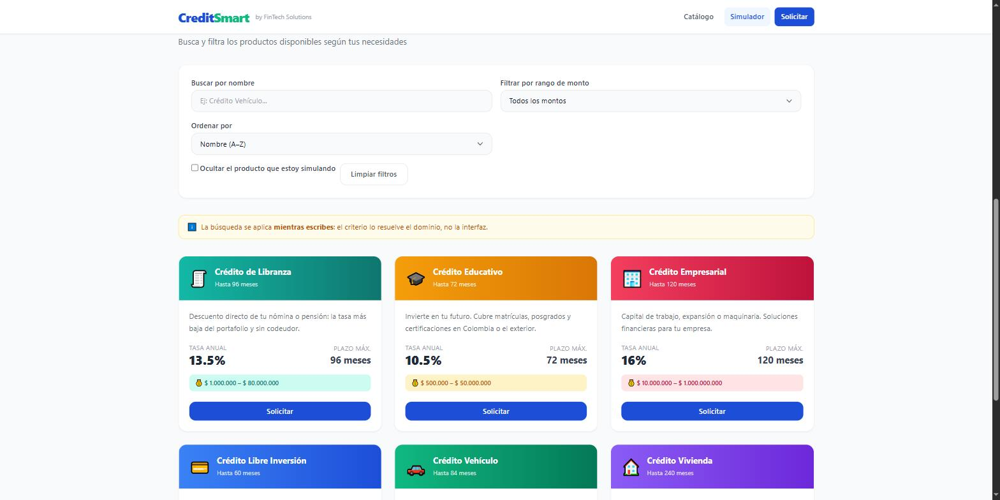 CreditSmart by FinTech Solutions
Catálogo
Simulador
Solicitar
Busca y filtra los productos disponibles según tus necesidades
Buscar por nombre
Ej: Crédito Vehículo...
Filtrar por rango de monto
Todos los montos
Ordenar por
Nombre (A–Z)
Ocultar el producto que estoy simulando
Limpiar filtros
La búsqueda se aplica mientras escribes: el criterio lo resuelve el dominio, no la interfaz.
Crédito de Libranza
Hasta 96 meses
Descuento directo de tu nómina o pensión: la tasa más
baja del portafolio y sin codeudor.
TASA ANUAL
PLAZO MÁX.
13.5%
96 meses
$ 1.000.000 – $ 80.000.000
Solicitar
Crédito Educativo
Hasta 72 meses
Invierte en tu futuro. Cubre matrículas, posgrados y
certificaciones en Colombia o el exterior.
TASA ANUAL
PLAZO MÁX.
10.5%
72 meses
$ 500.000 – $ 50.000.000
Solicitar
Crédito Empresarial
Hasta 120 meses
Capital de trabajo, expansión o maquinaria. Soluciones
financieras para tu empresa.
TASA ANUAL
PLAZO MÁX.
16%
120 meses
$ 10.000.000 – $ 1.000.000.000
Solicitar
Crédito Libre Inversión
Hasta 60 meses
Crédito Vehículo
Hasta 84 meses
Crédito Vivienda
Hasta 240 meses